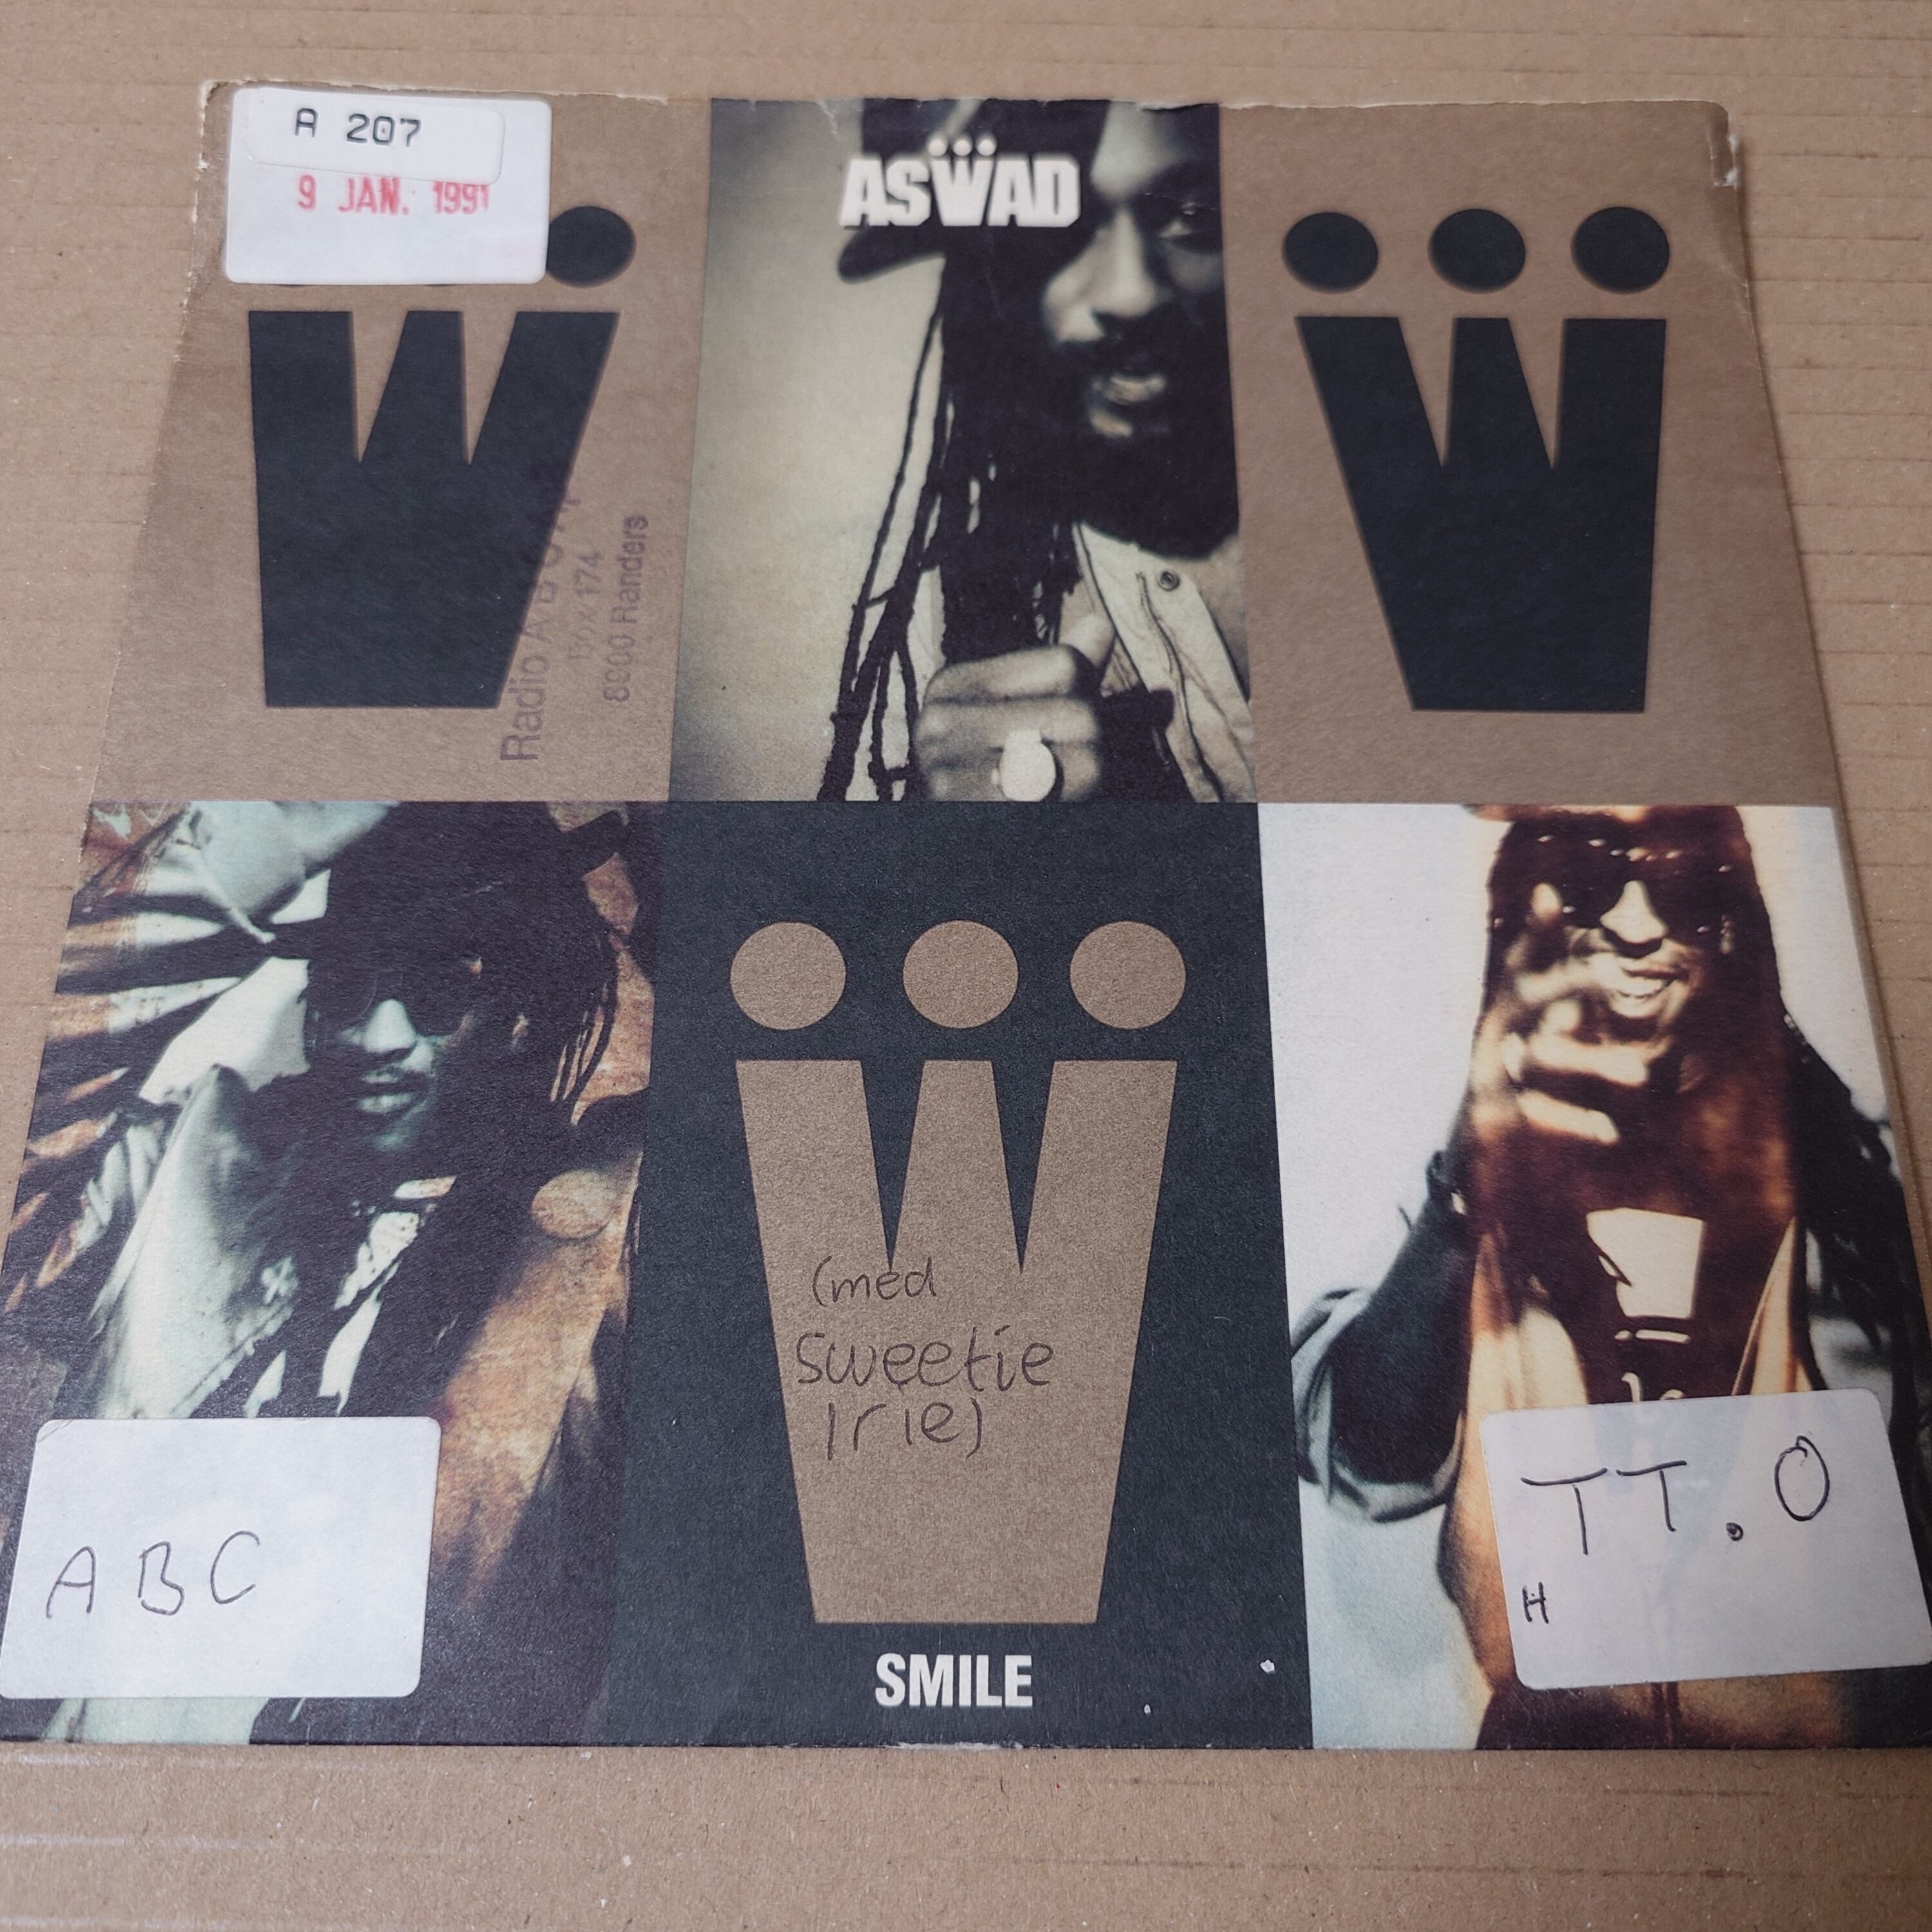 A 207
9 JAN. 1991
ASWAD
Radio
Box 174
8900 Randers
(med
Sweetie
Irie)
ABC
TT.O
H
SMILE